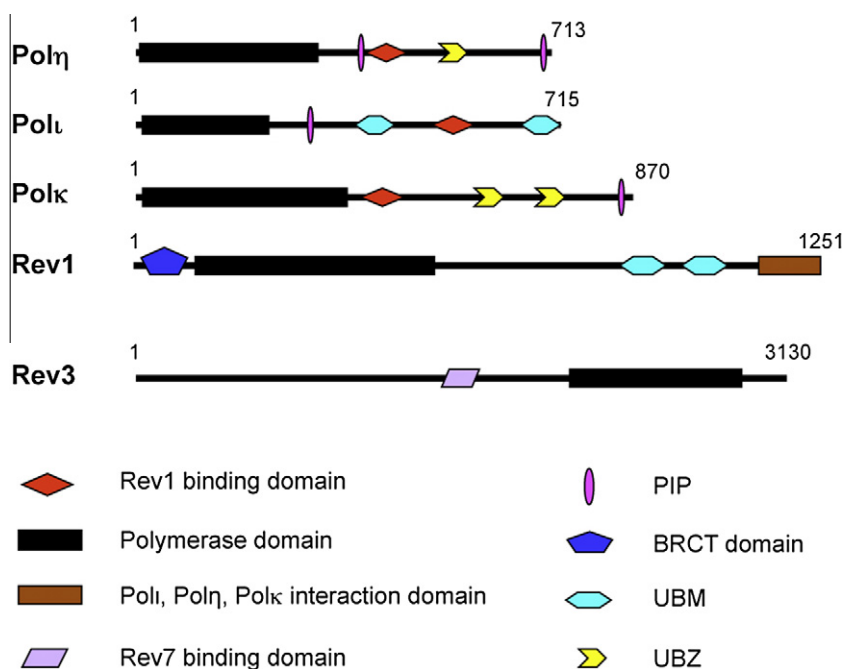 1 713
Polη
1 715
Polι
1 870
Polκ
1 1251
Rev1
1 3130
Rev3
Rev1 binding domain
PIP
Polymerase domain
BRCT domain
Polι, Polη, Polκ interaction domain
UBM
Rev7 binding domain
UBZ